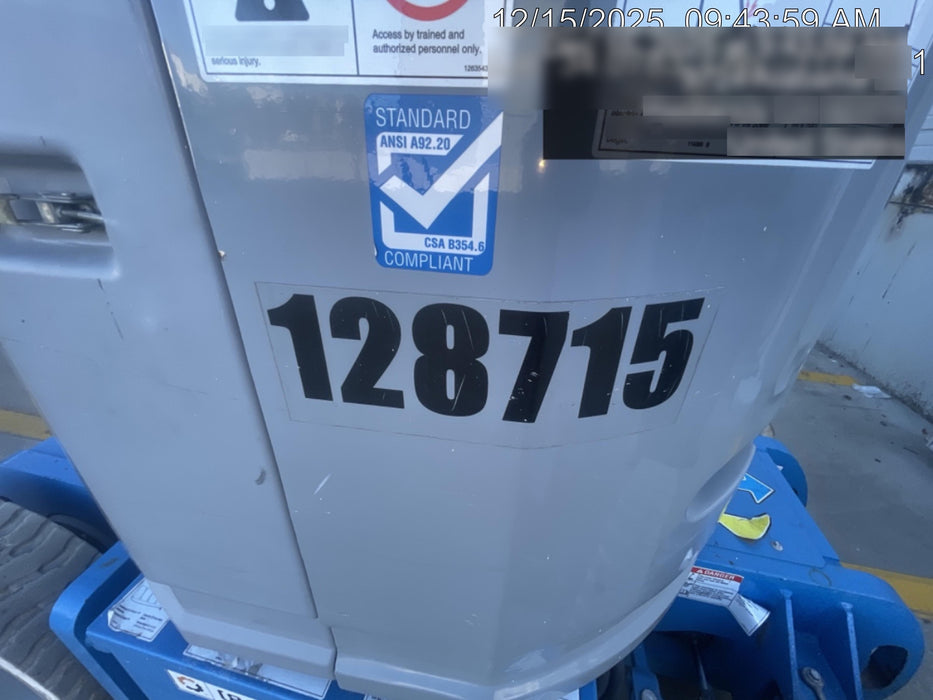 12/15/2025 09:43:59 AM
1
serious injury.
Access by trained and
authorized personnel only.
STANDARD
ANSI A92.20
CSA B354.6
COMPLIANT
128715
DANGER